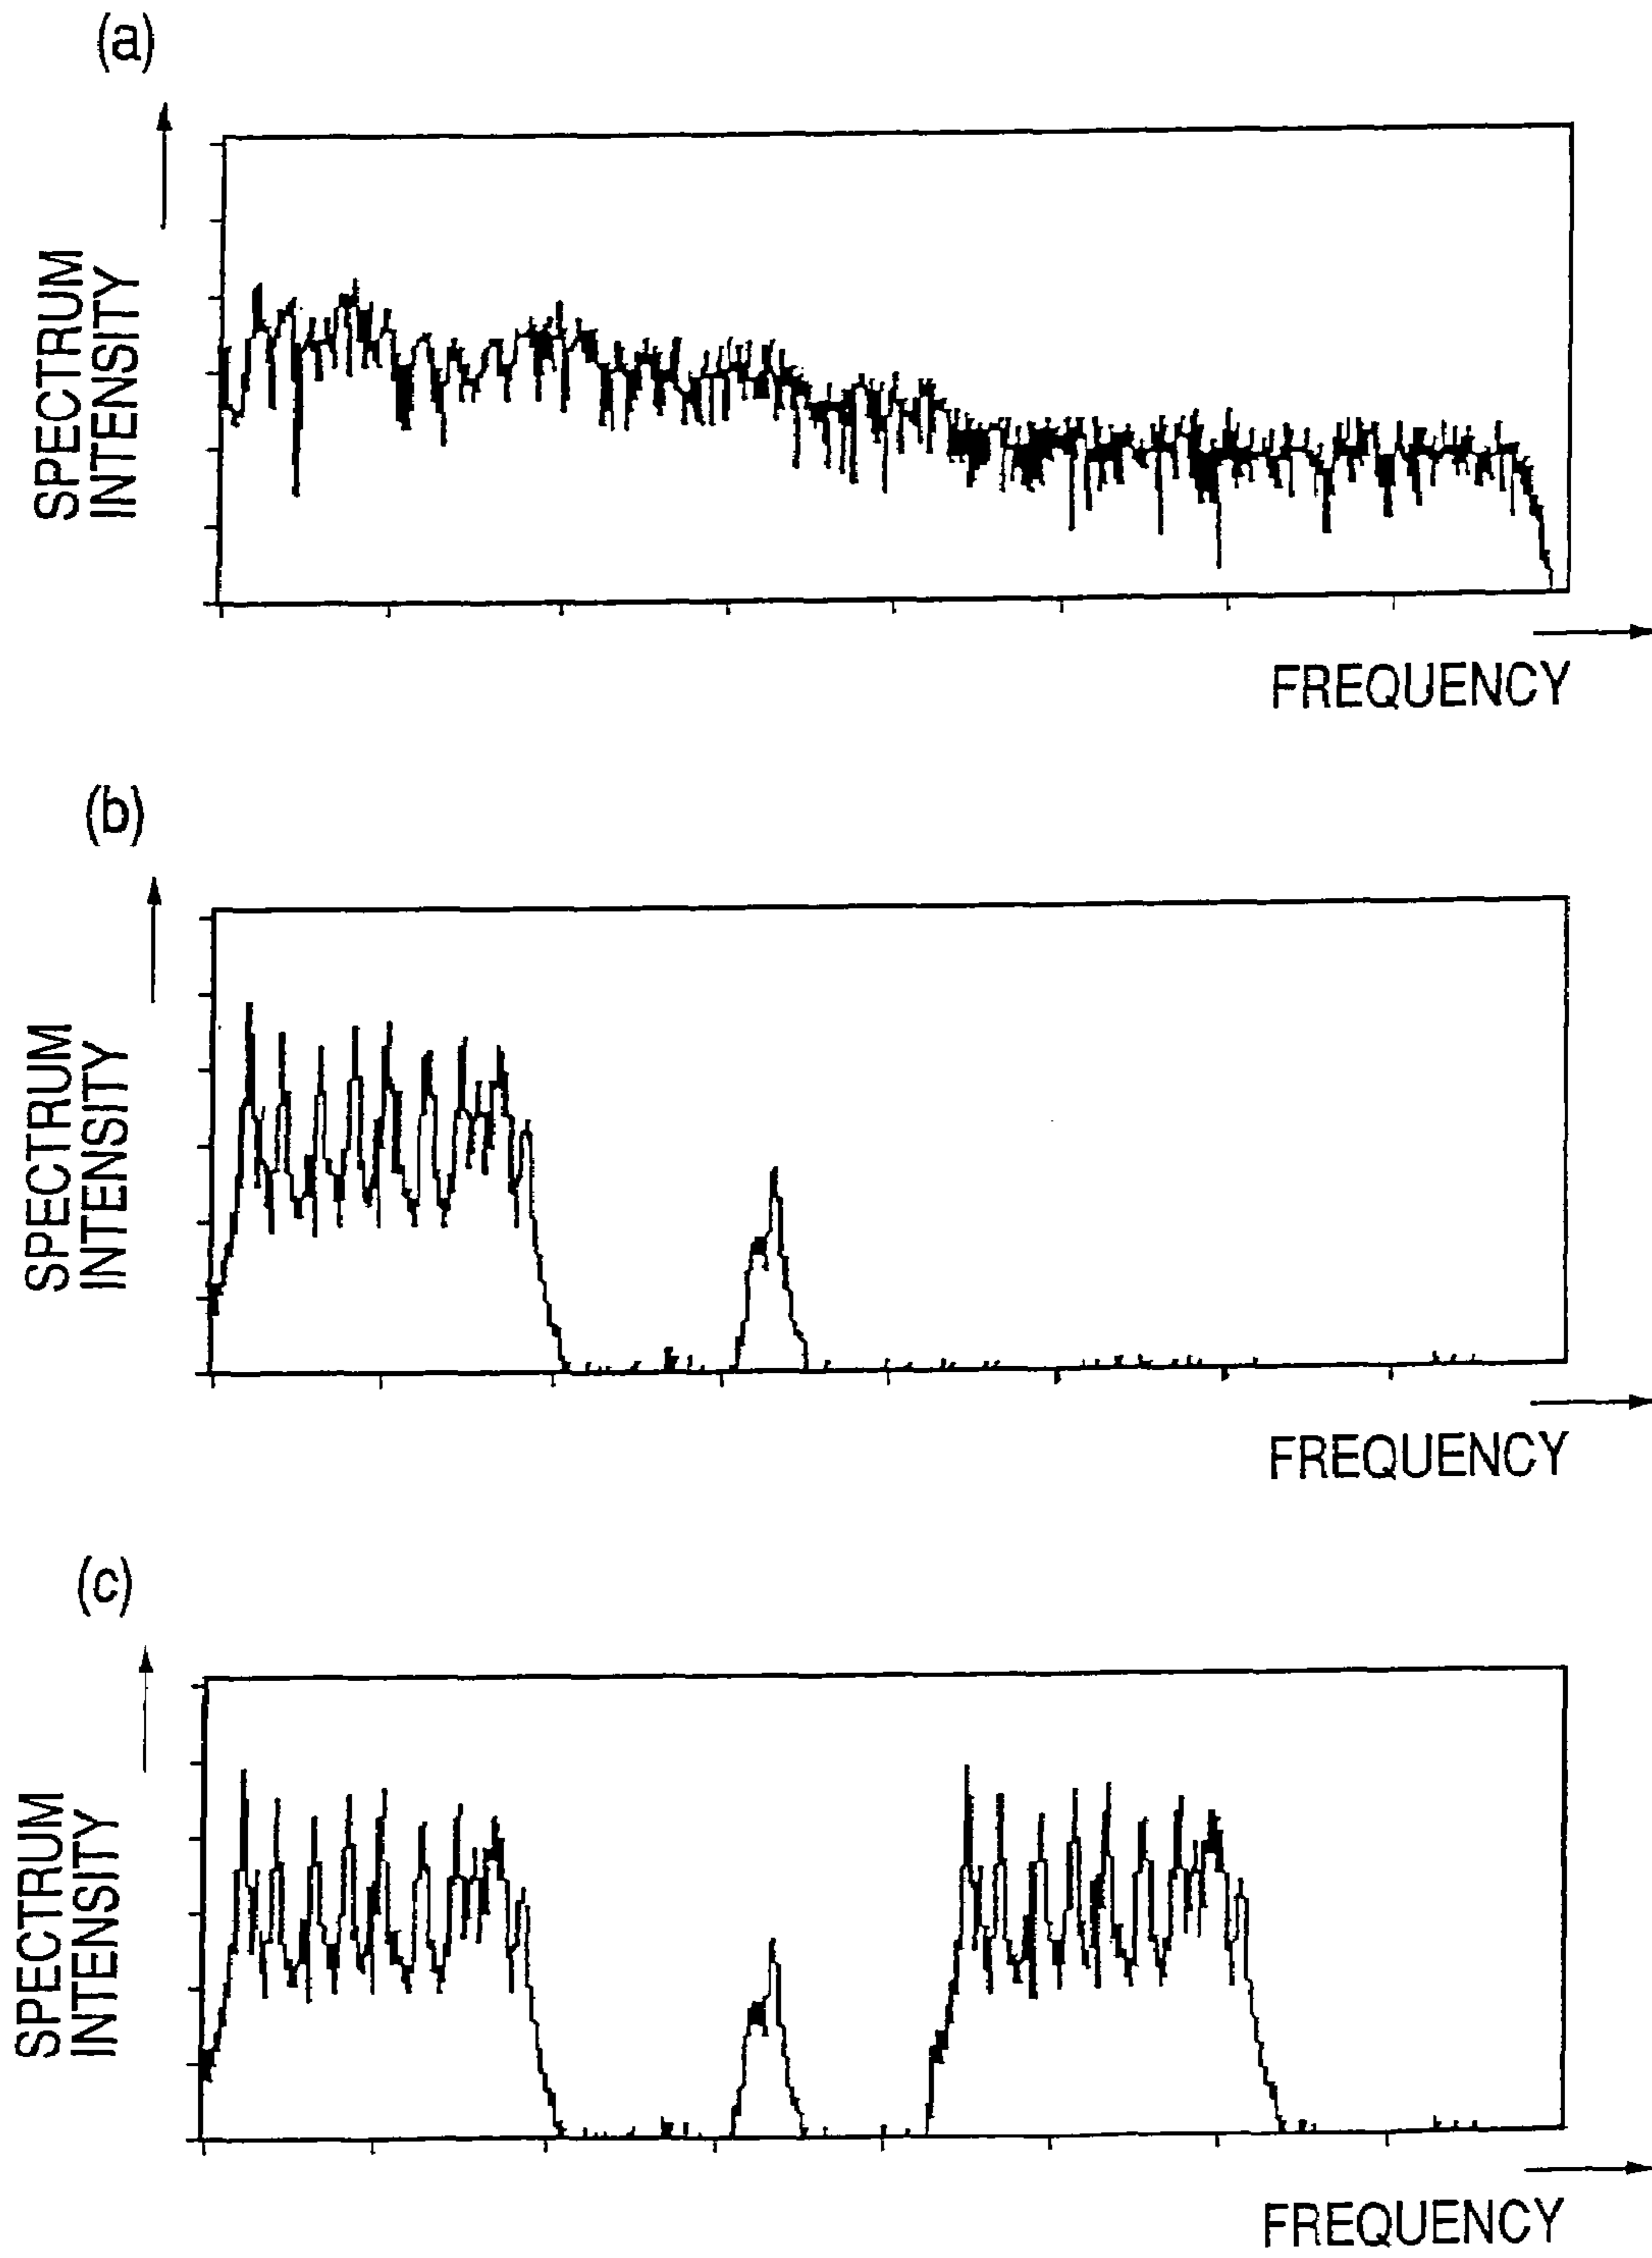 (a)
SPECTRUM
INTENSITY
FREQUENCY
(b)
SPECTRUM
INTENSITY
FREQUENCY
(c)
SPECTRUM
INTENSITY
FREQUENCY